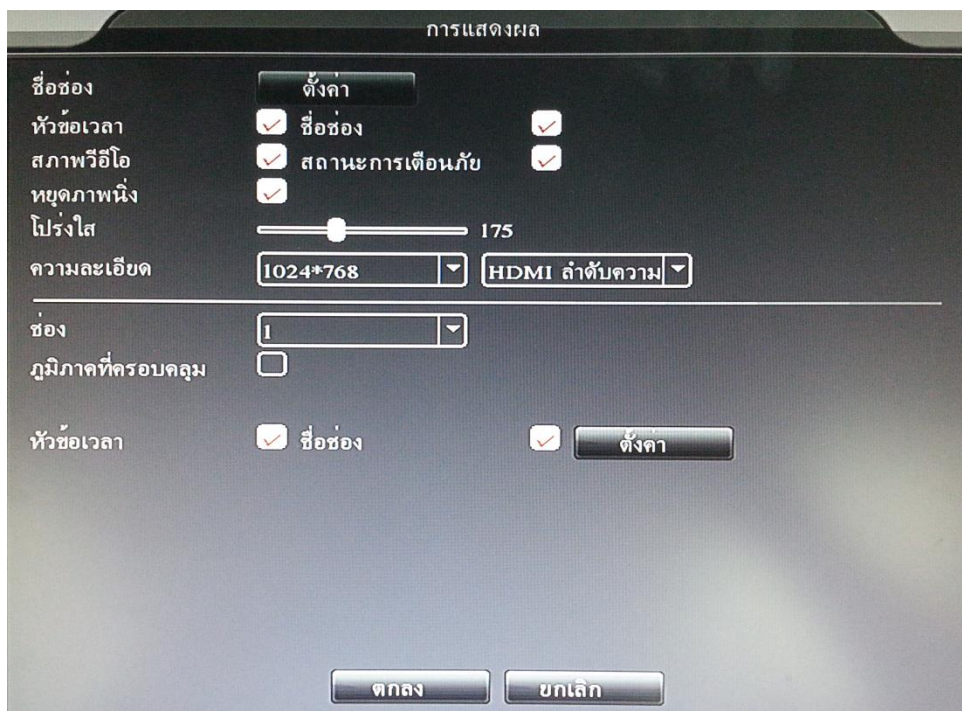 การแสดงผล
ชื่อช่อง ตั้งค่า
หัวข้อเวลา ชื่อช่อง
สภาพวีอีโอ สถานะการเตือนภัย
หยุดภาพนิ่ง
โปร่งใส 175
ความละเอียด 1024*768 HDMI ลำดับความ
ช่อง 1
ภูมิภาคที่ครอบคลุม
หัวข้อเวลา ชื่อช่อง ตั้งค่า
ตกลง ยกเลิก